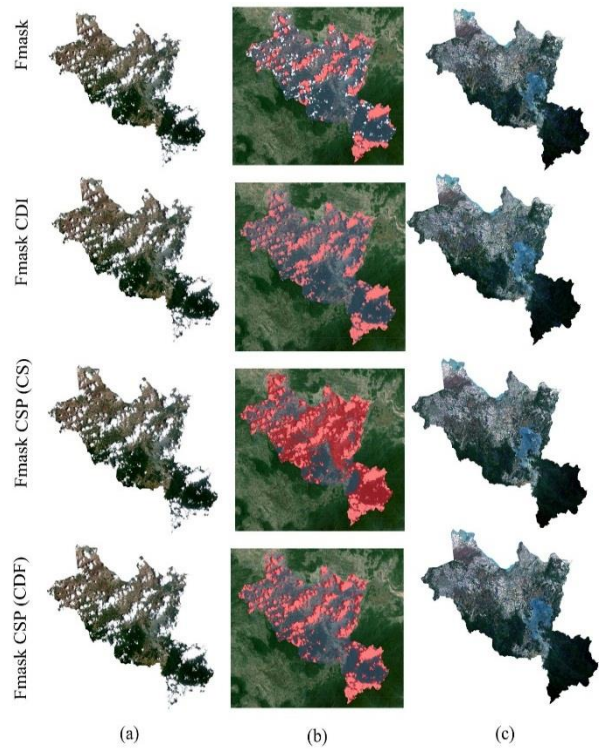 Fmask
Fmask CDI
Fmask CSP (CS)
Fmask CSP (CDF)
(a)
(b)
(c)